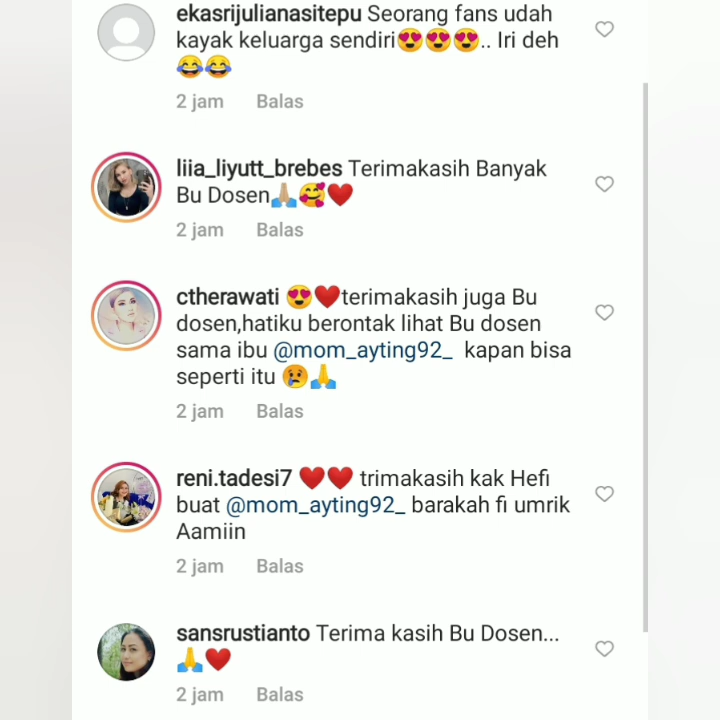 ekasrijulianasitepu Seorang fans udah
kayak keluarga sendiri😍😍😍.. Iri deh
😂😂
2 jam Balas
liia_liyutt_brebes Terimakasih Banyak
Bu Dosen🙏🏼🥰❤️
2 jam Balas
ctherawati 😍❤️terimakasih juga Bu
dosen,hatiku berontak lihat Bu dosen
sama ibu @mom_ayting92_ kapan bisa
seperti itu 😢🙏
2 jam Balas
reni.tadesi7 ❤️❤️ trimakasih kak Hefi
buat @mom_ayting92_ barakah fi umrik
Aamiin
2 jam Balas
sansrustianto Terima kasih Bu Dosen...
🙏❤️
2 jam Balas